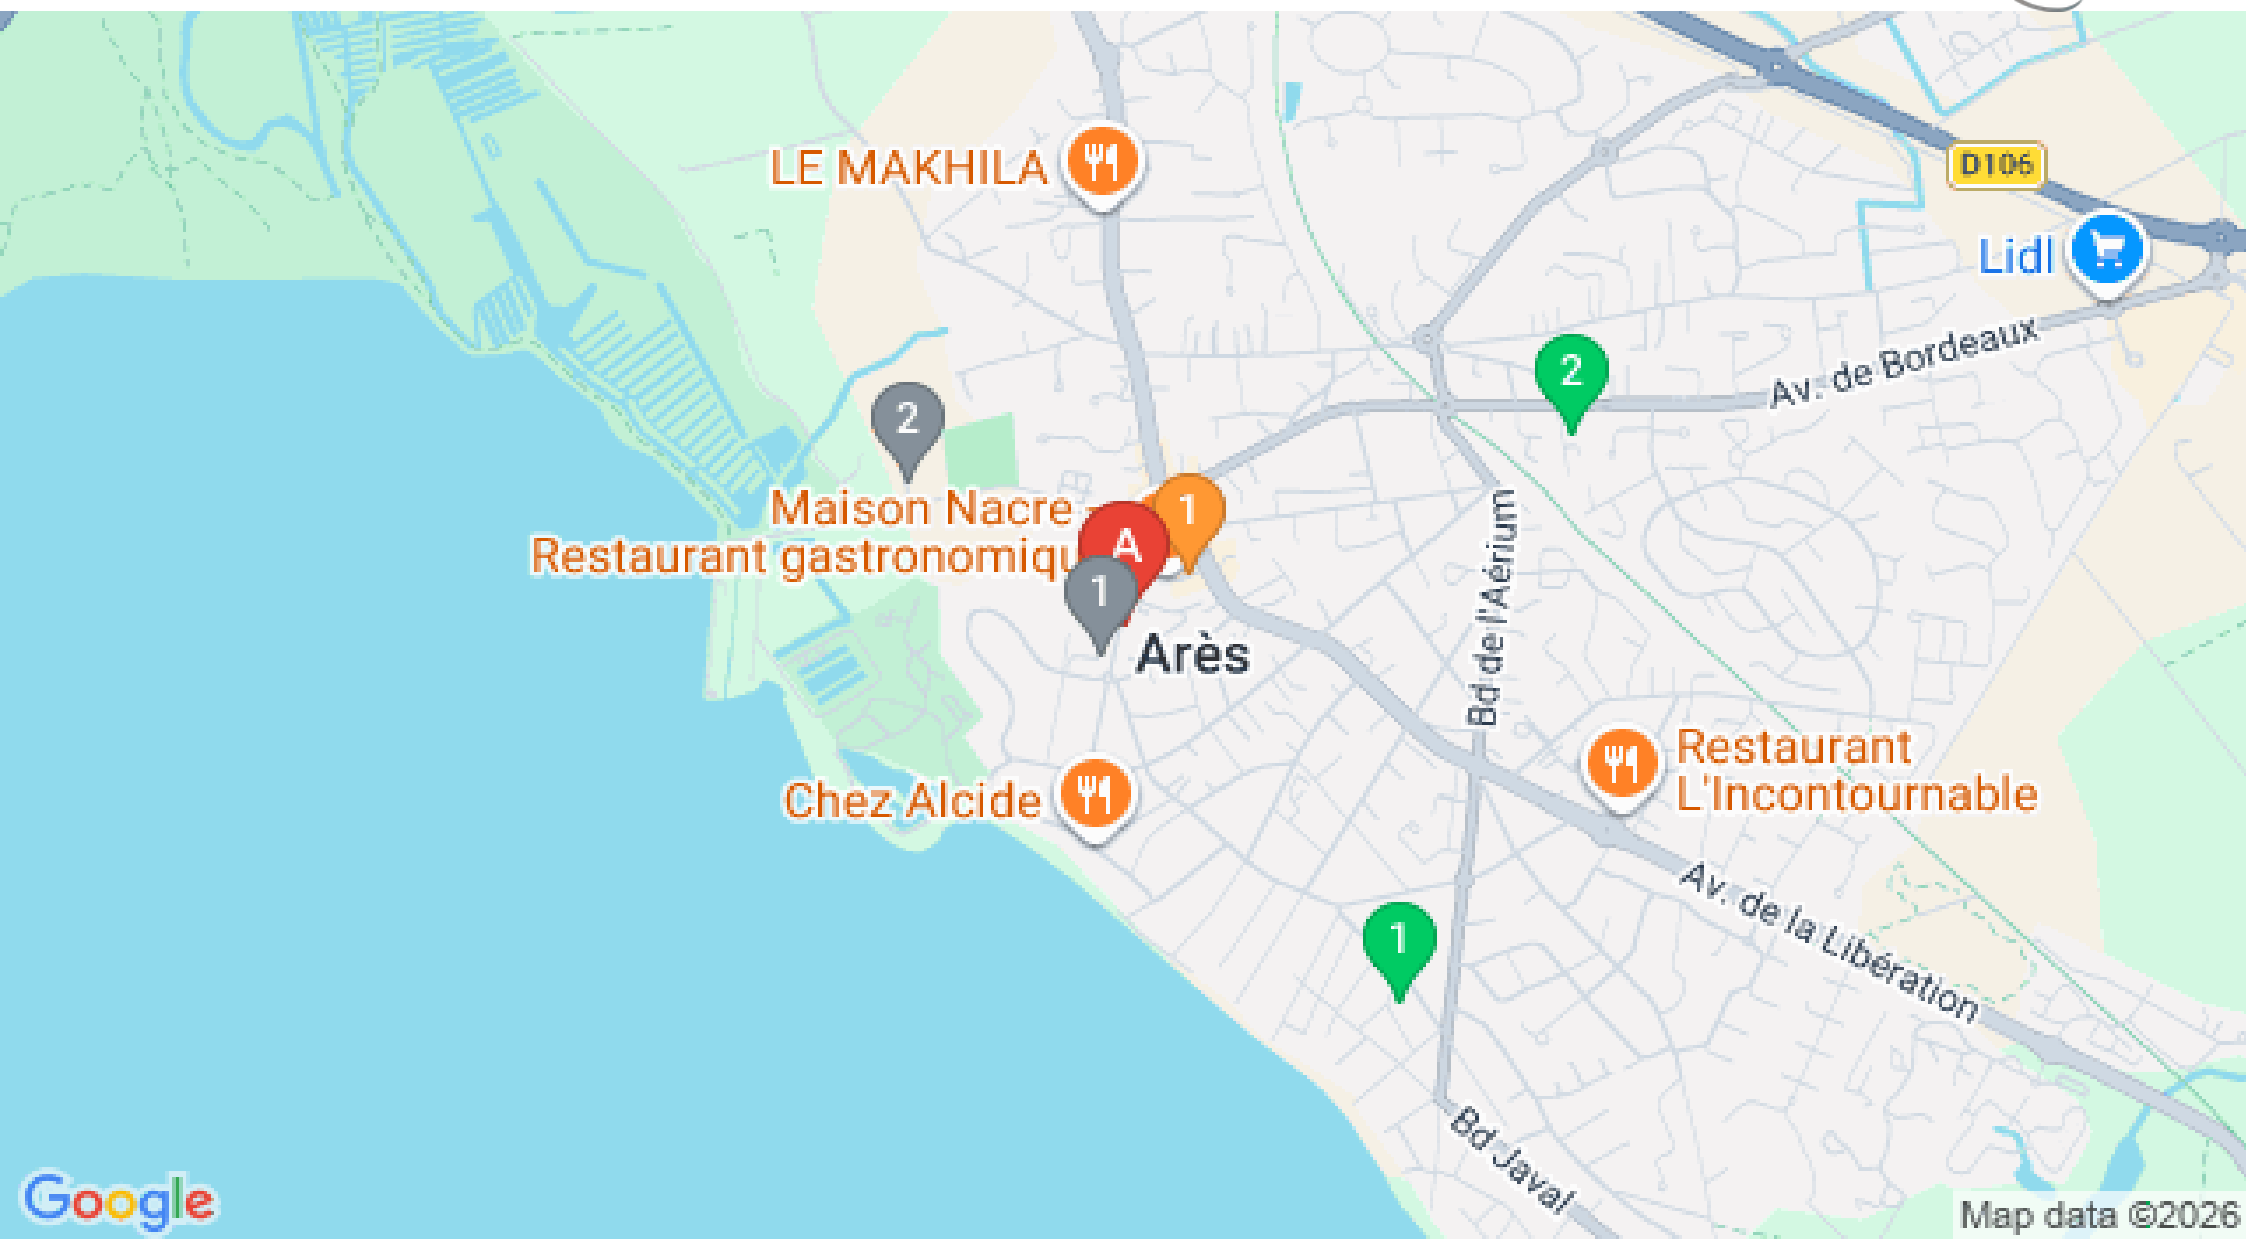 LE MAKHILA
D106
Lidl
Av. de Bordeaux
2
2
Maison Nacre -
Restaurant gastronomiqu
1
A
1
Arès
Bd de l'Aérium
Restaurant
L'Incontournable
Chez Alcide
Av. de la Libération
1
Bd Javal
Google
Map data ©2026